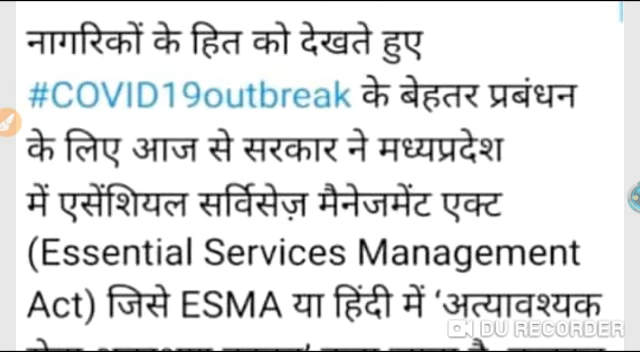 नागरिकों के हित को देखते हुए
#COVID19outbreak के बेहतर प्रबंधन
के लिए आज से सरकार ने मध्यप्रदेश
में एसेंशियल सर्विसेज़ मैनेजमेंट एक्ट
(Essential Services Management
Act) जिसे ESMA या हिंदी में ‘अत्यावश्यक
DU RECORDER